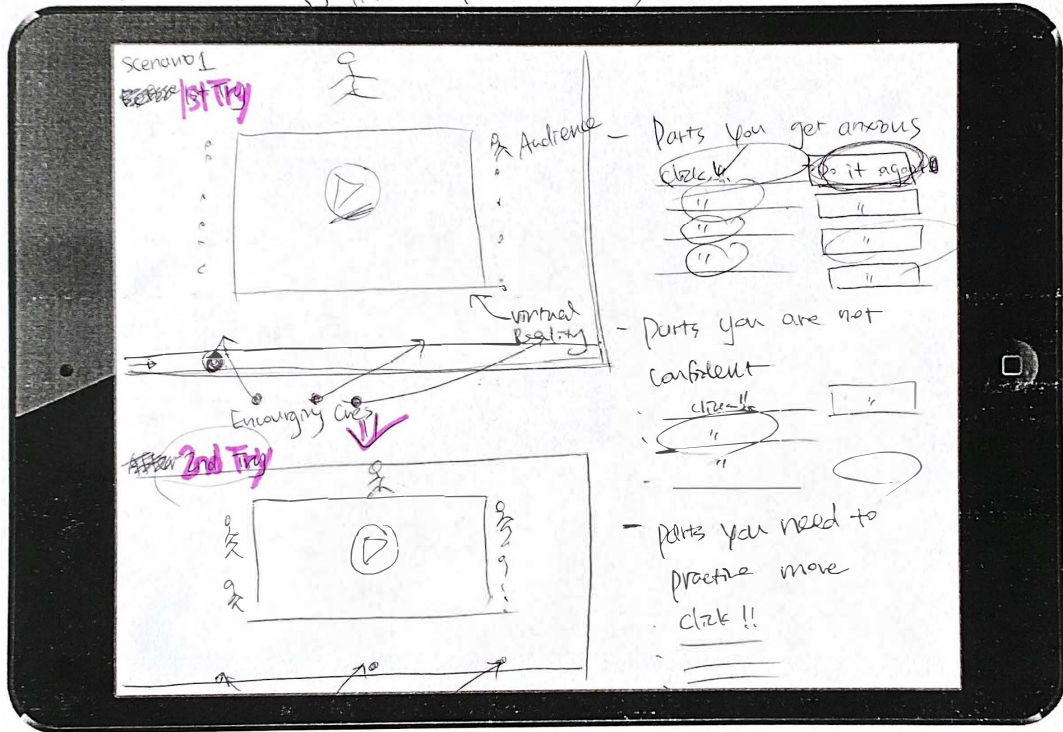 Scenario 1
1st Try
Audience
Virtual
Reality
Encouraging Cues
2nd Try
- Parts you get anxious
click!!
Do it again
"
"
"
"
"
"
- Parts you are not
confident
click!!
"
"
"
- parts you need to
practice more
click!!